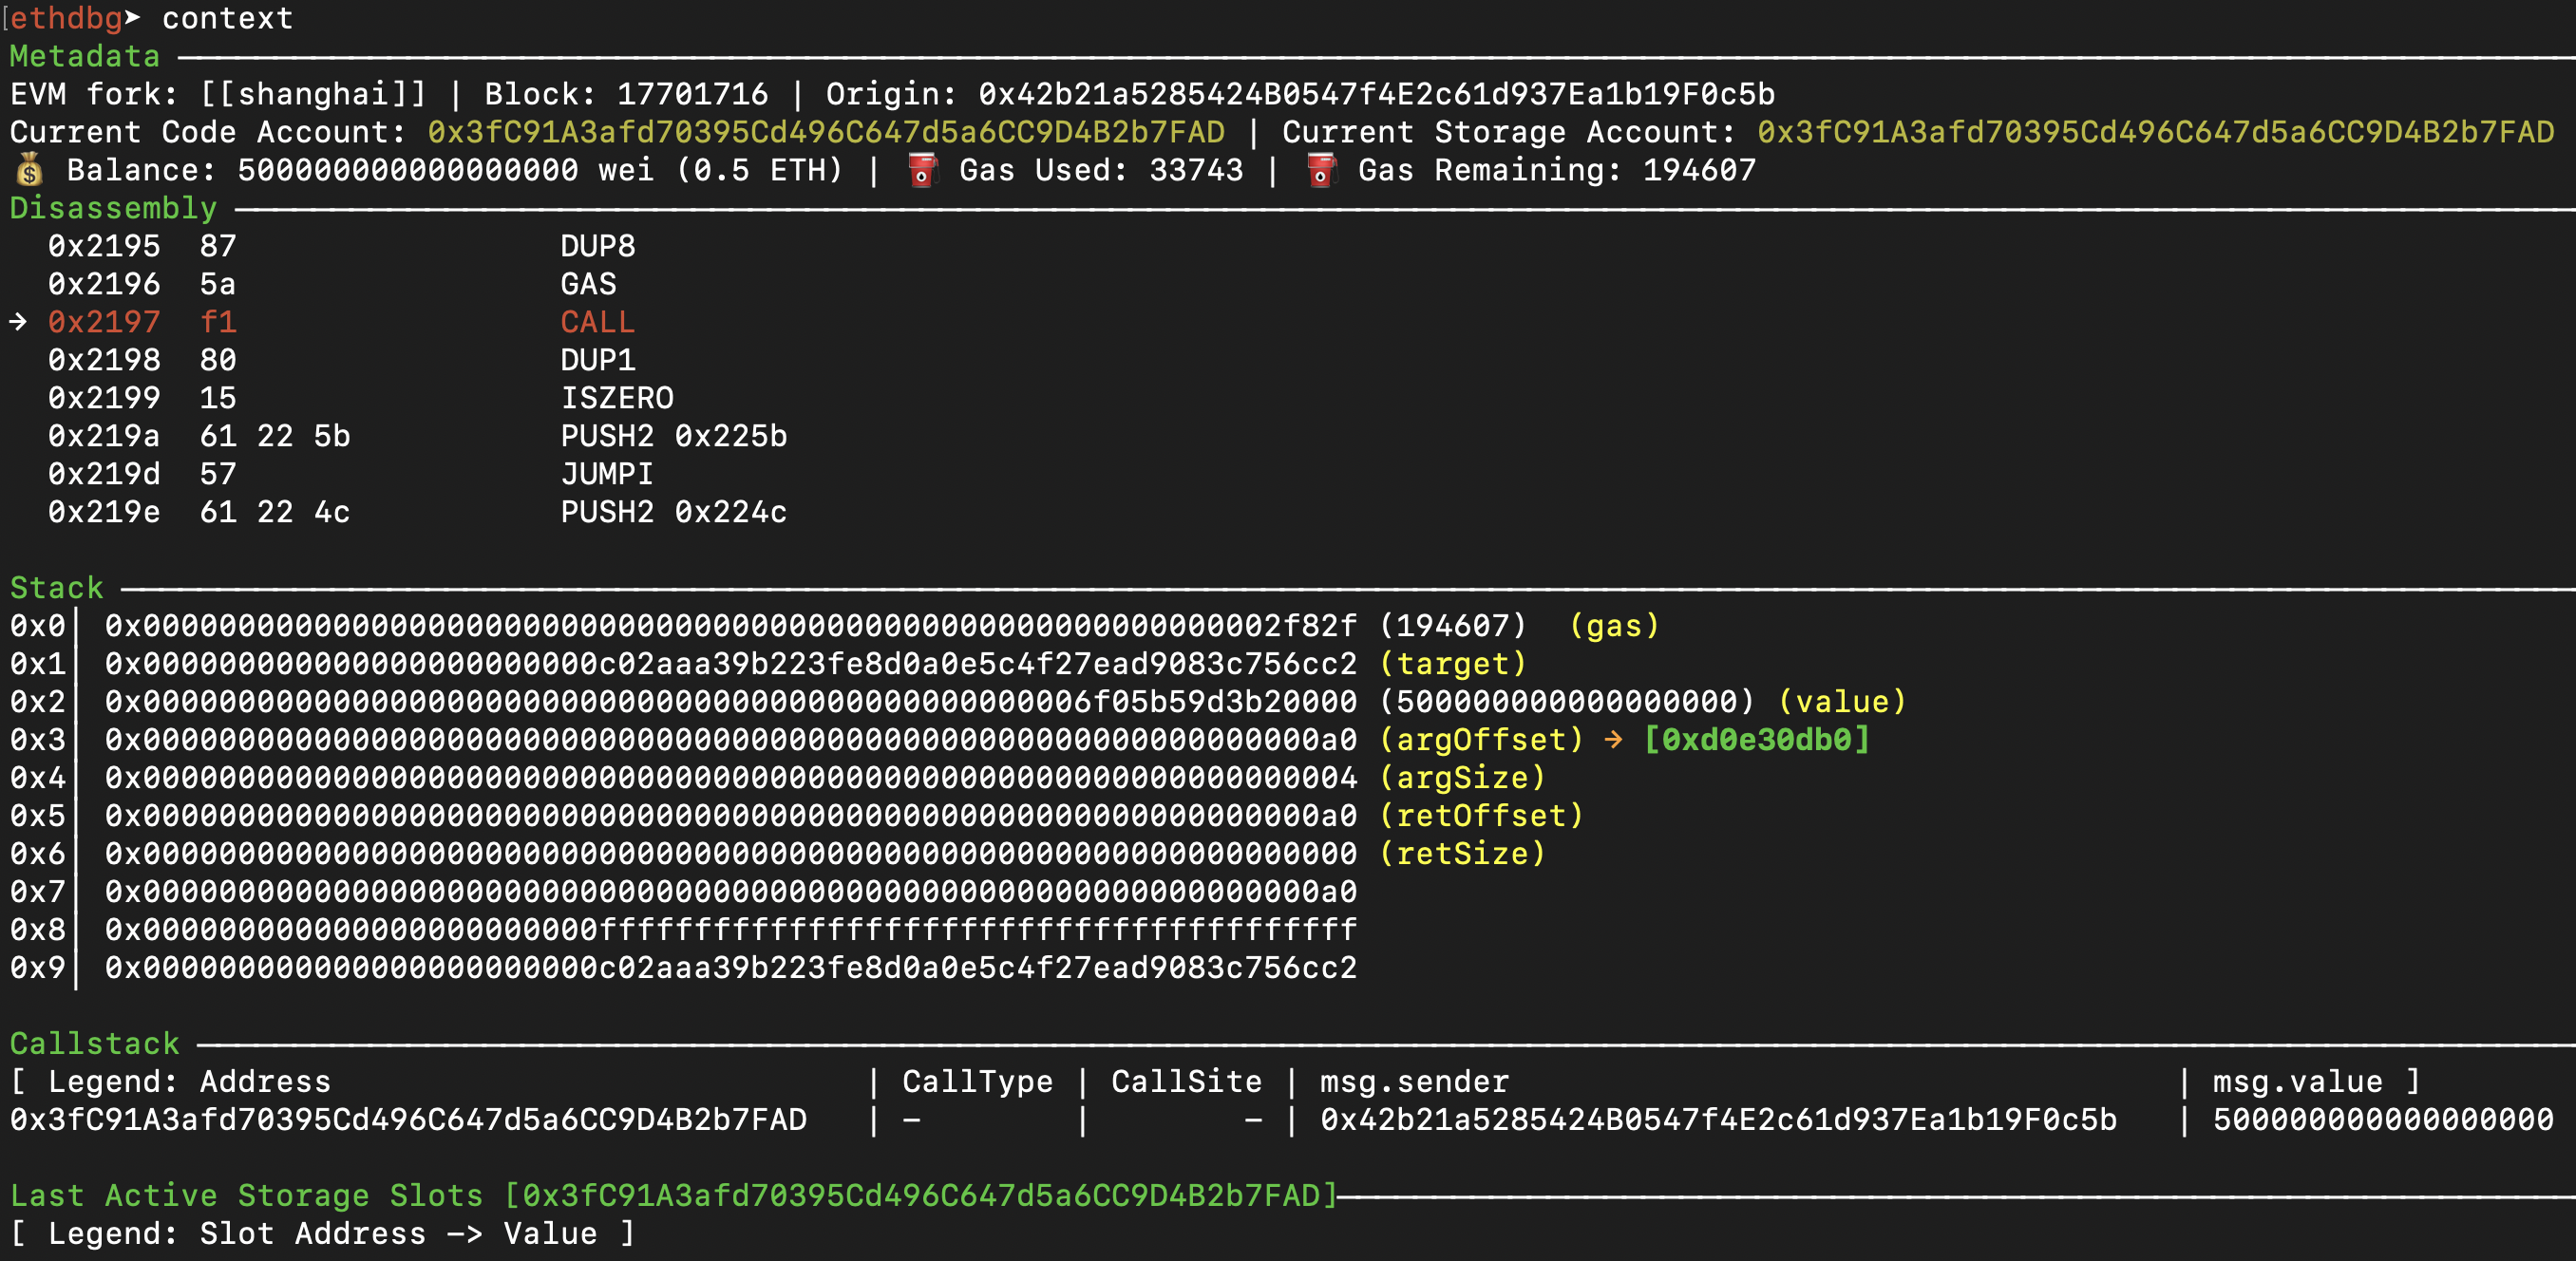 [ethdbg➤ context
Metadata
EVM fork: [[shanghai]] | Block: 17701716 | Origin: 0x42b21a5285424B0547f4E2c61d937Ea1b19F0c5b
Current Code Account: 0x3fC91A3afd70395Cd496C647d5a6CC9D4B2b7FAD | Current Storage Account: 0x3fC91A3afd70395Cd496C647d5a6CC9D4B2b7FAD
💰 Balance: 500000000000000000 wei (0.5 ETH) | ⛽ Gas Used: 33743 | ⛽ Gas Remaining: 194607
Disassembly
0x2195 87 DUP8
0x2196 5a GAS
→ 0x2197 f1 CALL
0x2198 80 DUP1
0x2199 15 ISZERO
0x219a 61 22 5b PUSH2 0x225b
0x219d 57 JUMPI
0x219e 61 22 4c PUSH2 0x224c
Stack
0x0│ 0x000000000000000000000000000000000000000000000000000000000002f82f (194607) (gas)
0x1│ 0x000000000000000000000000c02aaa39b223fe8d0a0e5c4f27ead9083c756cc2 (target)
0x2│ 0x00000000000000000000000000000000000000000000000006f05b59d3b20000 (500000000000000000) (value)
0x3│ 0x00000000000000000000000000000000000000000000000000000000000000a0 (argOffset) → [0xd0e30db0]
0x4│ 0x0000000000000000000000000000000000000000000000000000000000000004 (argSize)
0x5│ 0x00000000000000000000000000000000000000000000000000000000000000a0 (retOffset)
0x6│ 0x0000000000000000000000000000000000000000000000000000000000000000 (retSize)
0x7│ 0x00000000000000000000000000000000000000000000000000000000000000a0
0x8│ 0x000000000000000000000000ffffffffffffffffffffffffffffffffffffffff
0x9│ 0x000000000000000000000000c02aaa39b223fe8d0a0e5c4f27ead9083c756cc2
Callstack
[ Legend: Address | CallType | CallSite | msg.sender | msg.value ]
0x3fC91A3afd70395Cd496C647d5a6CC9D4B2b7FAD | - | - | 0x42b21a5285424B0547f4E2c61d937Ea1b19F0c5b | 500000000000000000
Last Active Storage Slots [0x3fC91A3afd70395Cd496C647d5a6CC9D4B2b7FAD]
[ Legend: Slot Address -> Value ]